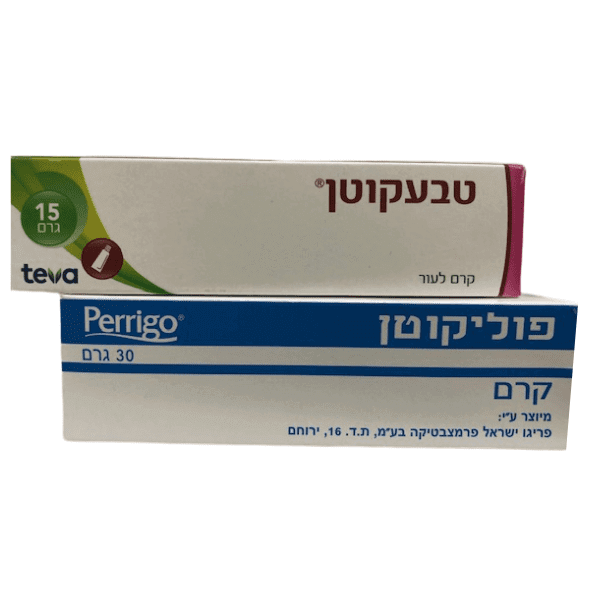 טבעקוטן®
15
גרם
teva
קרם לעור
Perrigo®
פוליקוטן
30 גרם
קרם
מיוצר ע"י:
פריגו ישראל פרמצבטיקה בע"מ, ת.ד. 16, ירוחם